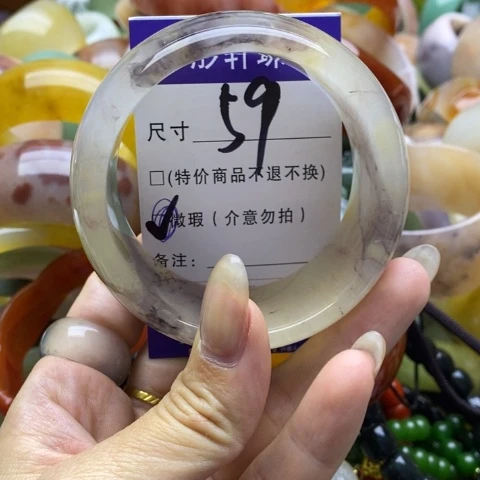 尺寸 59
□(特价商品不退不换)
微瑕(介意勿拍)
备注: